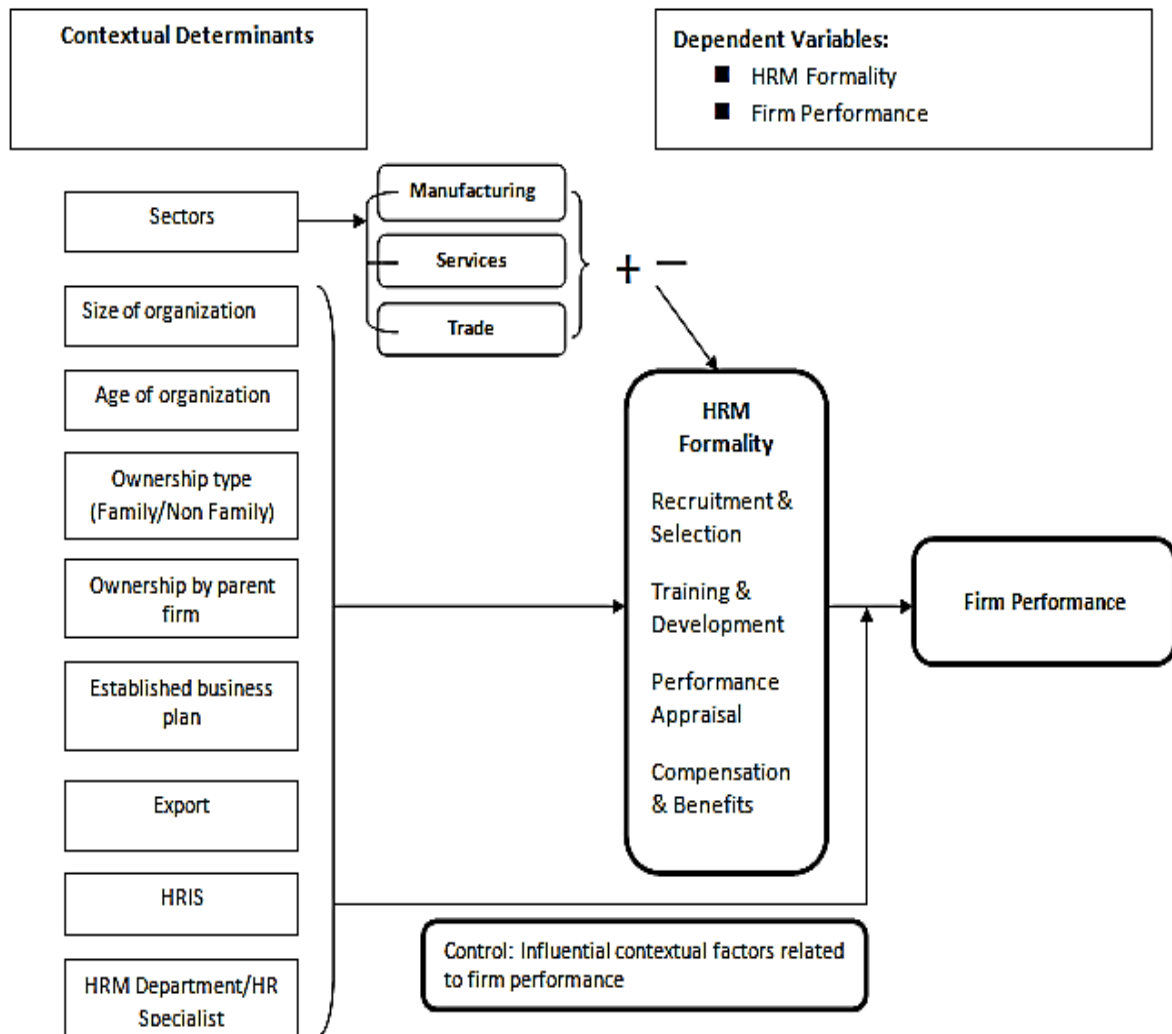 Contextual Determinants
Dependent Variables:
■ HRM Formality
■ Firm Performance
Sectors
Manufacturing
Services
Trade
+ −
Size of organization
Age of organization
Ownership type
(Family/Non Family)
Ownership by parent
firm
Established business
plan
Export
HRIS
HRM Department/HR
Specialist
HRM
Formality
Recruitment &
Selection
Training &
Development
Performance
Appraisal
Compensation
& Benefits
Firm Performance
Control: Influential contextual factors related
to firm performance